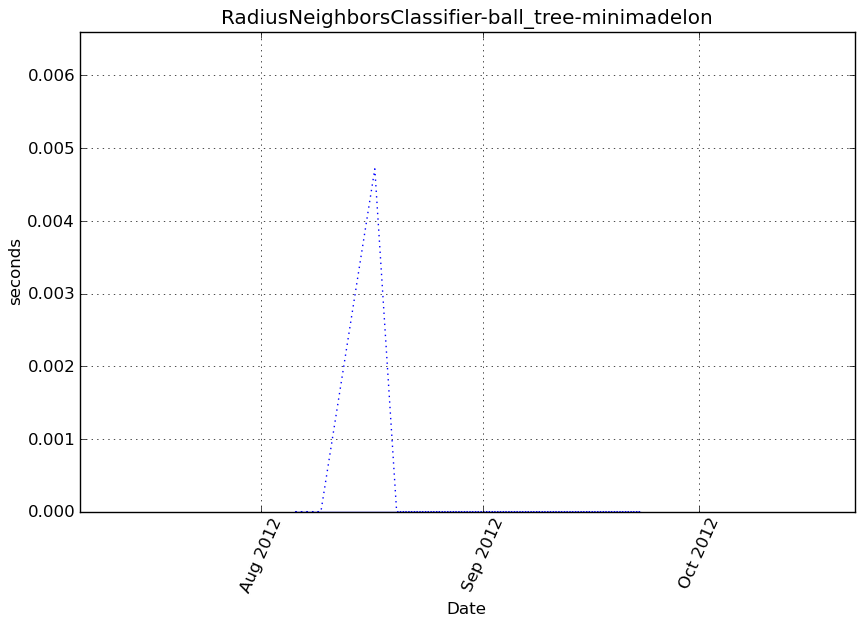 RadiusNeighborsClassifier-ball_tree-minimadelon
0.006
0.005
0.004
0.003
0.002
0.001
0.000
seconds
Aug 2012
Sep 2012
Oct 2012
Date